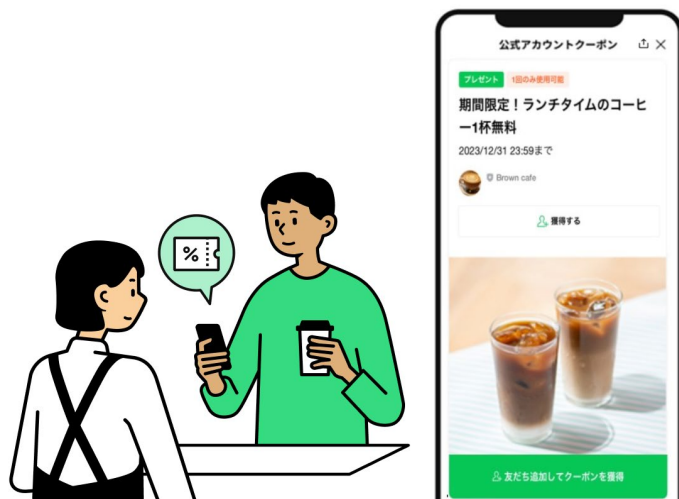 公式アカウントクーポン
プレゼント 1回のみ使用可能
期間限定！ランチタイムのコーヒ
ー1杯無料
2023/12/31 23:59まで
Brown cafe
獲得する
%
友だち追加してクーポンを獲得